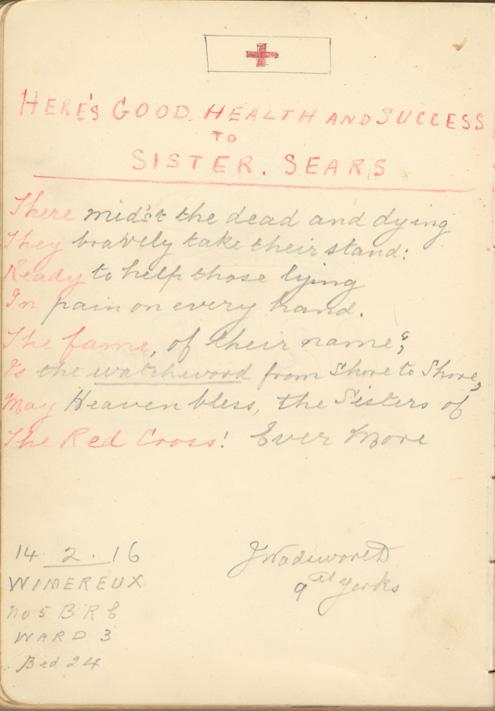 HERE'S GOOD. HEALTH AND SUCCESS
TO
SISTER. SEARS
There mid'st the dead and dying
They bravely take their stand:
Ready to help those lying
In pain on every hand.
The fame, of their name,
Is the watchword from Shore to Shore,
May Heaven bless, the Sisters of
The Red Cross! Ever More
14. 2. 16
WIMEREUX
No 5 B R
WARD 3
Bed 24
J Wadsworth
9th Yorks